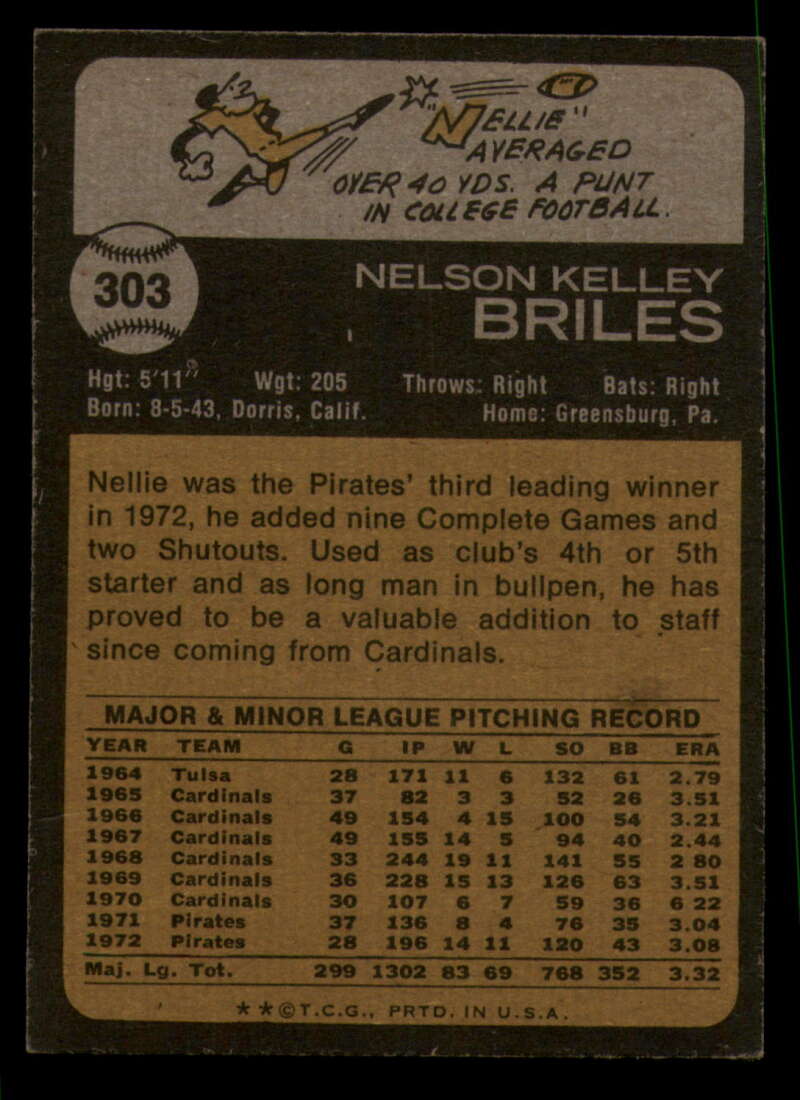 "NELLIE"
AVERAGED
OVER 40 YDS. A PUNT
IN COLLEGE FOOTBALL.
303
NELSON KELLEY
BRILES
Hgt: 5'11" Wgt: 205 Throws: Right Bats: Right
Born: 8-5-43, Dorris, Calif. Home: Greensburg, Pa.
Nellie was the Pirates' third leading winner
in 1972, he added nine Complete Games and
two Shutouts. Used as club's 4th or 5th
starter and as long man in bullpen, he has
proved to be a valuable addition to staff
since coming from Cardinals.
MAJOR & MINOR LEAGUE PITCHING RECORD
YEAR TEAM G IP W L SO BB ERA
1964 Tulsa 28 171 11 6 132 61 2.79
1965 Cardinals 37 82 3 3 52 26 3.51
1966 Cardinals 49 154 4 15 100 54 3.21
1967 Cardinals 49 155 14 5 94 40 2.44
1968 Cardinals 33 244 19 11 141 55 2 80
1969 Cardinals 36 228 15 13 126 63 3.51
1970 Cardinals 30 107 6 7 59 36 6 22
1971 Pirates 37 136 8 4 76 35 3.04
1972 Pirates 28 196 14 11 120 43 3.08
Maj. Lg. Tot. 299 1302 83 69 768 352 3.32
**©T.C.G., PRTD. IN U.S.A.